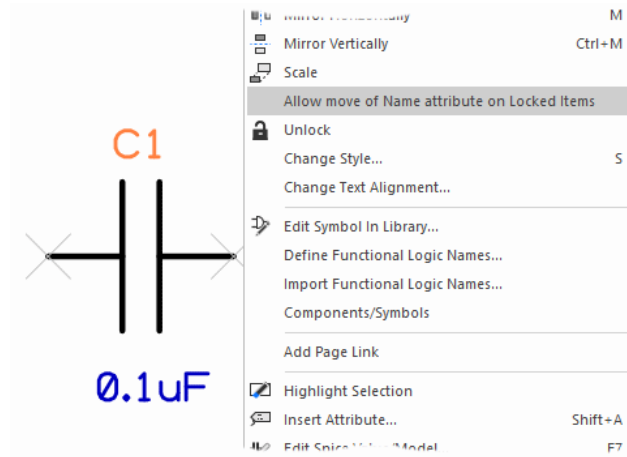 M
Mirror Vertically Ctrl+M
Scale
Allow move of Name attribute on Locked Items
Unlock
Change Style... S
Change Text Alignment...
Edit Symbol In Library...
Define Functional Logic Names...
Import Functional Logic Names...
Components/Symbols
Add Page Link
Highlight Selection
Insert Attribute... Shift+A
Edit Spice F7
C1
0.1uF